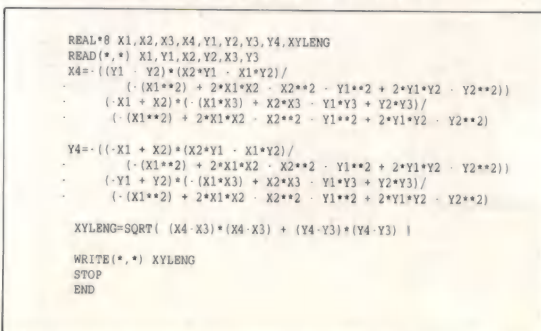 REAL*8 X1,X2,X3,X4,Y1,Y2,Y3,Y4,XYLENG
READ(*,*) X1,Y1,X2,Y2,X3,Y3
X4=-((Y1 - Y2)*(X2*Y1 - X1*Y2)/
- (-(X1**2) + 2*X1*X2 - X2**2 - Y1**2 + 2*Y1*Y2 - Y2**2))
- (-X1 + X2)*(-(X1*X3) + X2*X3 - Y1*Y3 + Y2*Y3)/
- (-(X1**2) + 2*X1*X2 - X2**2 - Y1**2 + 2*Y1*Y2 - Y2**2)
Y4=-((-X1 + X2)*(X2*Y1 - X1*Y2)/
- (-(X1**2) + 2*X1*X2 - X2**2 - Y1**2 + 2*Y1*Y2 - Y2**2))
- (-Y1 + Y2)*(-(X1*X3) + X2*X3 - Y1*Y3 + Y2*Y3)/
- (-(X1**2) + 2*X1*X2 - X2**2 - Y1**2 + 2*Y1*Y2 - Y2**2)
XYLENG=SQRT( (X4-X3)*(X4-X3) + (Y4-Y3)*(Y4-Y3) )
WRITE(*,*) XYLENG
STOP
END